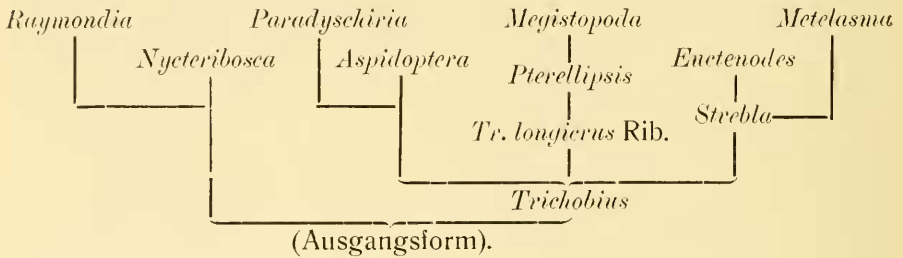 Raymondia Paradyschiria Megistopoda Metelasma
Nycteribosca Aspidoptera Euctenodes
Pterellipsis
Strebla
Tr. longicrus Rib.
Trichobius
(Ausgangsform).